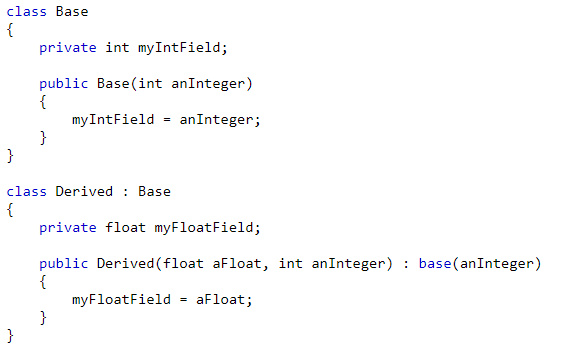 class Base
{
    private int myIntField;

    public Base(int anInteger)
    {
        myIntField = anInteger;
    }
}

class Derived : Base
{
    private float myFloatField;

    public Derived(float aFloat, int anInteger) : base(anInteger)
    {
        myFloatField = aFloat;
    }
}